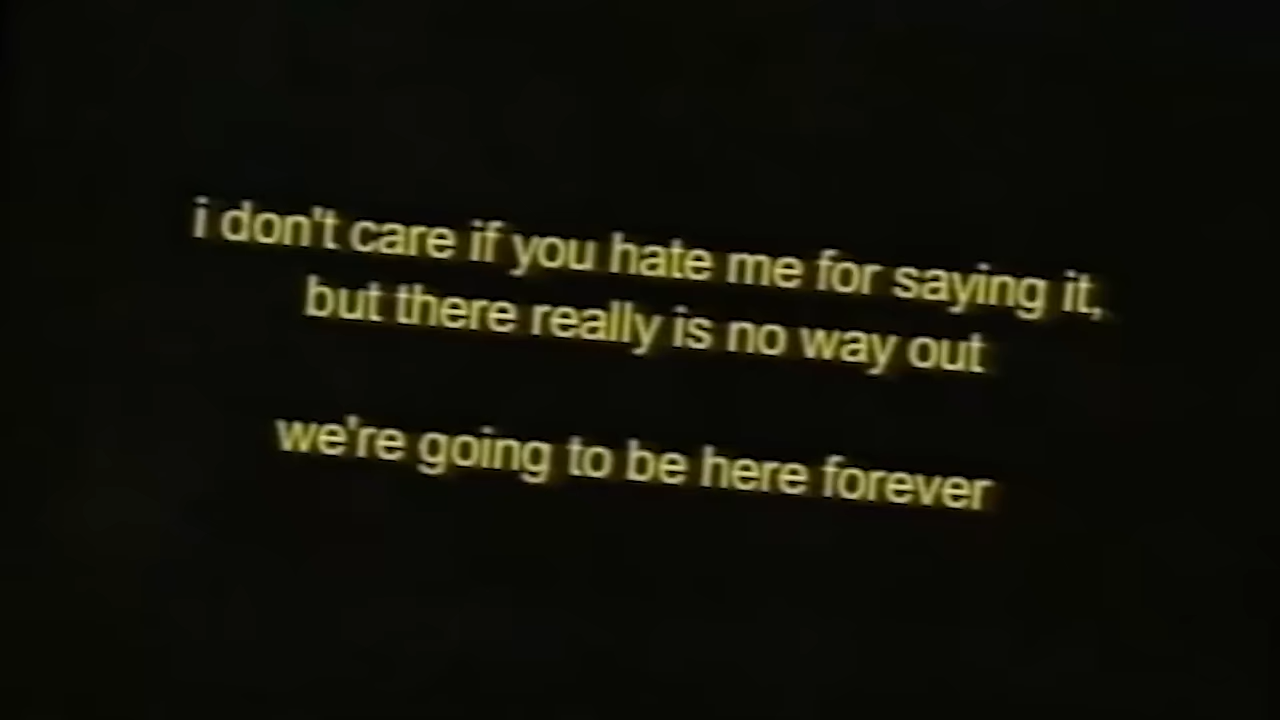 i don't care if you hate me for saying it,
but there really is no way out
we're going to be here forever